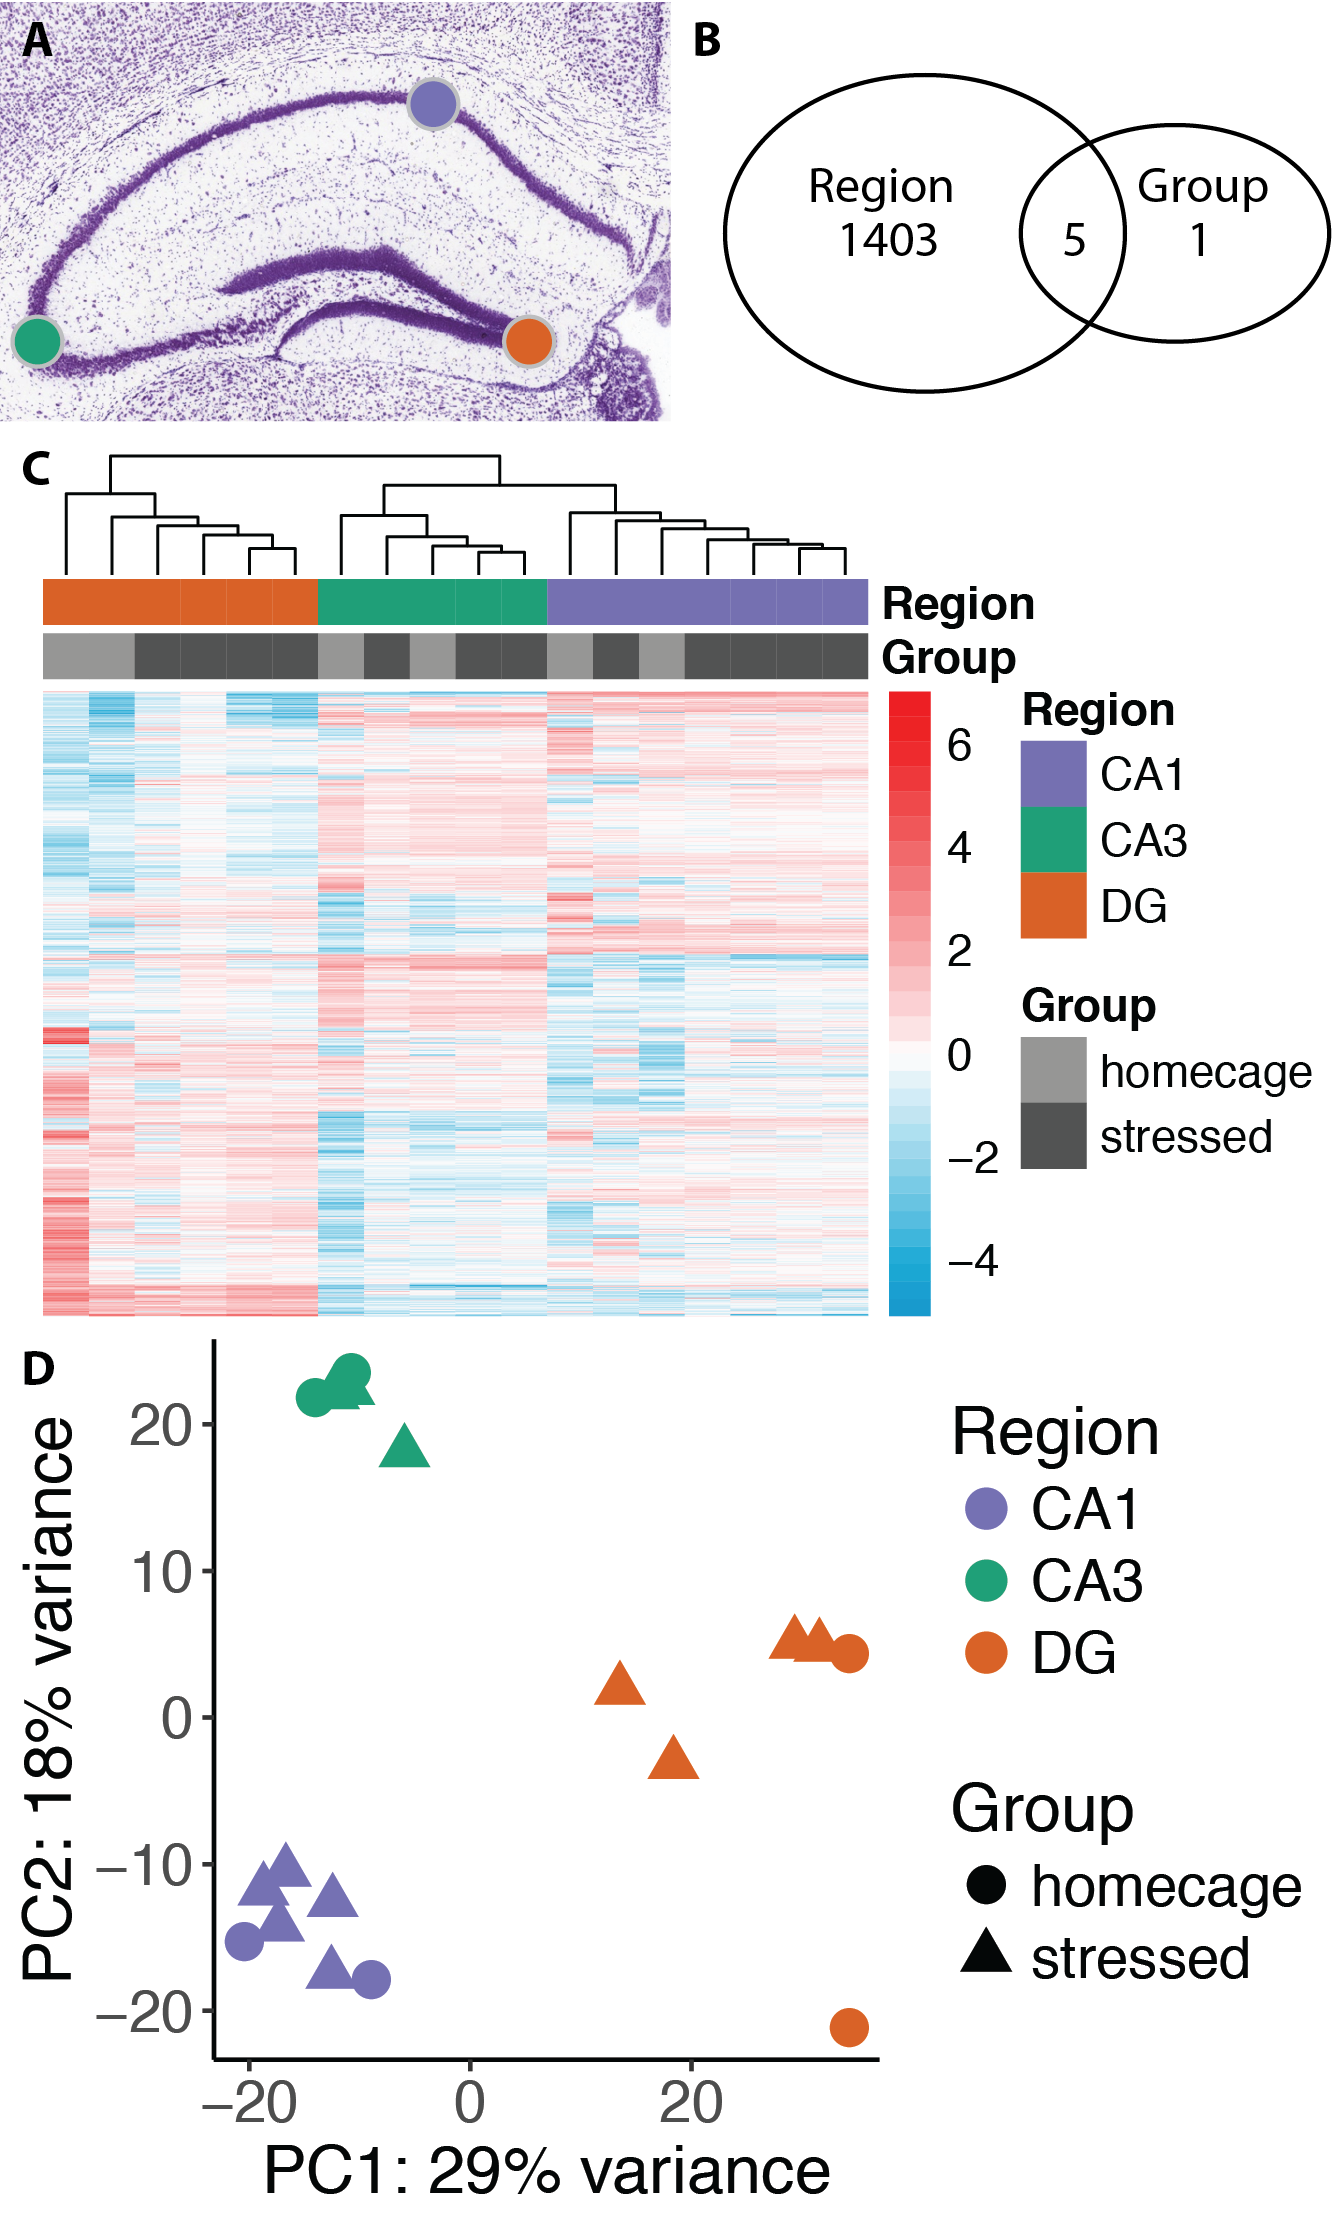 A
B
Region
1403
5
Group
1
C
Region
Group
6
4
2
0
−2
−4
Region
CA1
CA3
DG
Group
homecage
stressed
D
20
10
0
−10
−20
PC2: 18% variance
−20
0
20
PC1: 29% variance
Region
CA1
CA3
DG
Group
homecage
stressed